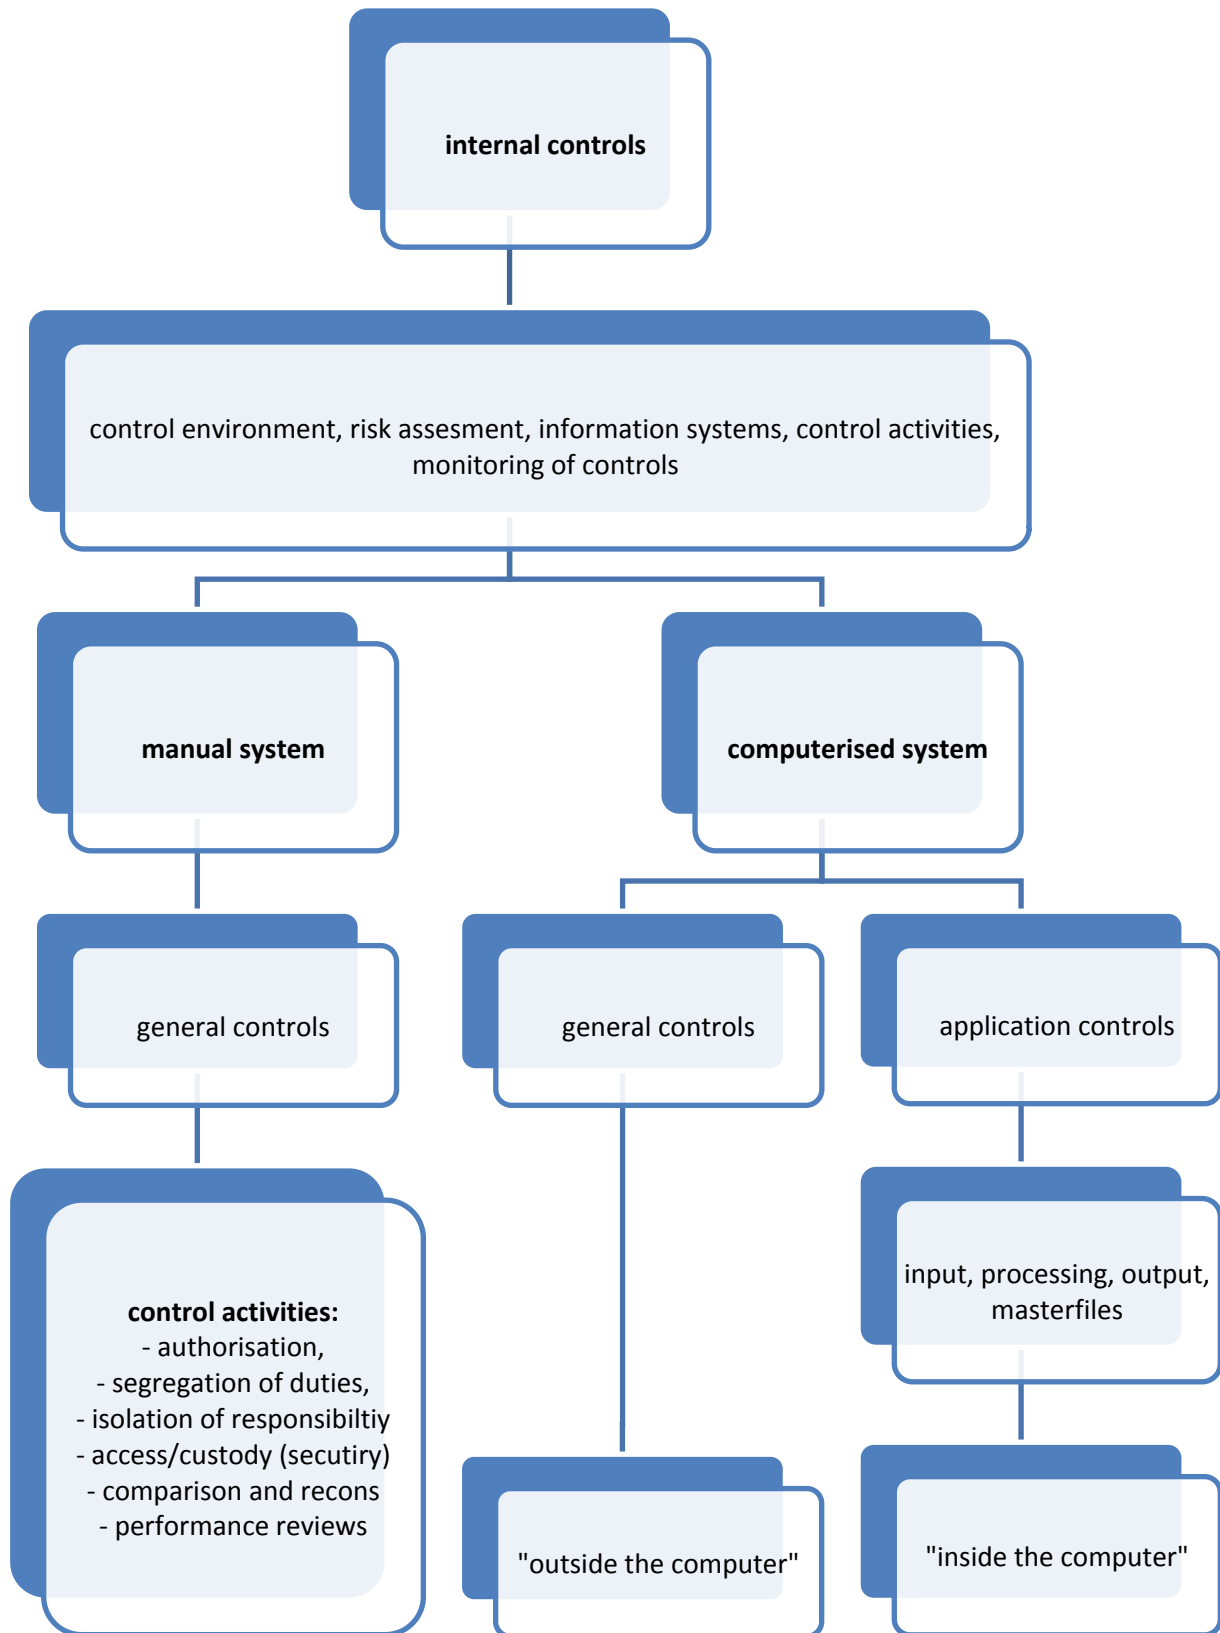 internal controls
control environment, risk assesment, information systems, control activities,
monitoring of controls
manual system
computerised system
general controls
general controls
application controls
control activities:
- authorisation,
- segregation of duties,
- isolation of responsibiltiy
- access/custody (secutiry)
- comparison and recons
- performance reviews
input, processing, output,
masterfiles
"outside the computer"
"inside the computer"